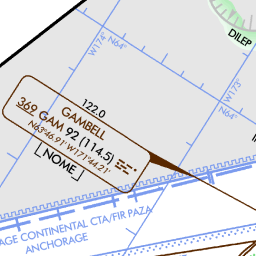 N64°
W174°
DILEP
122.0
W173°
N64°
GAMBELL
369 GAM 92 (114.5)
N63°46.91' W171°44.21'
[NOME]
AGE CONTINENTAL CTA/FIR PAZA
ANCHORAGE